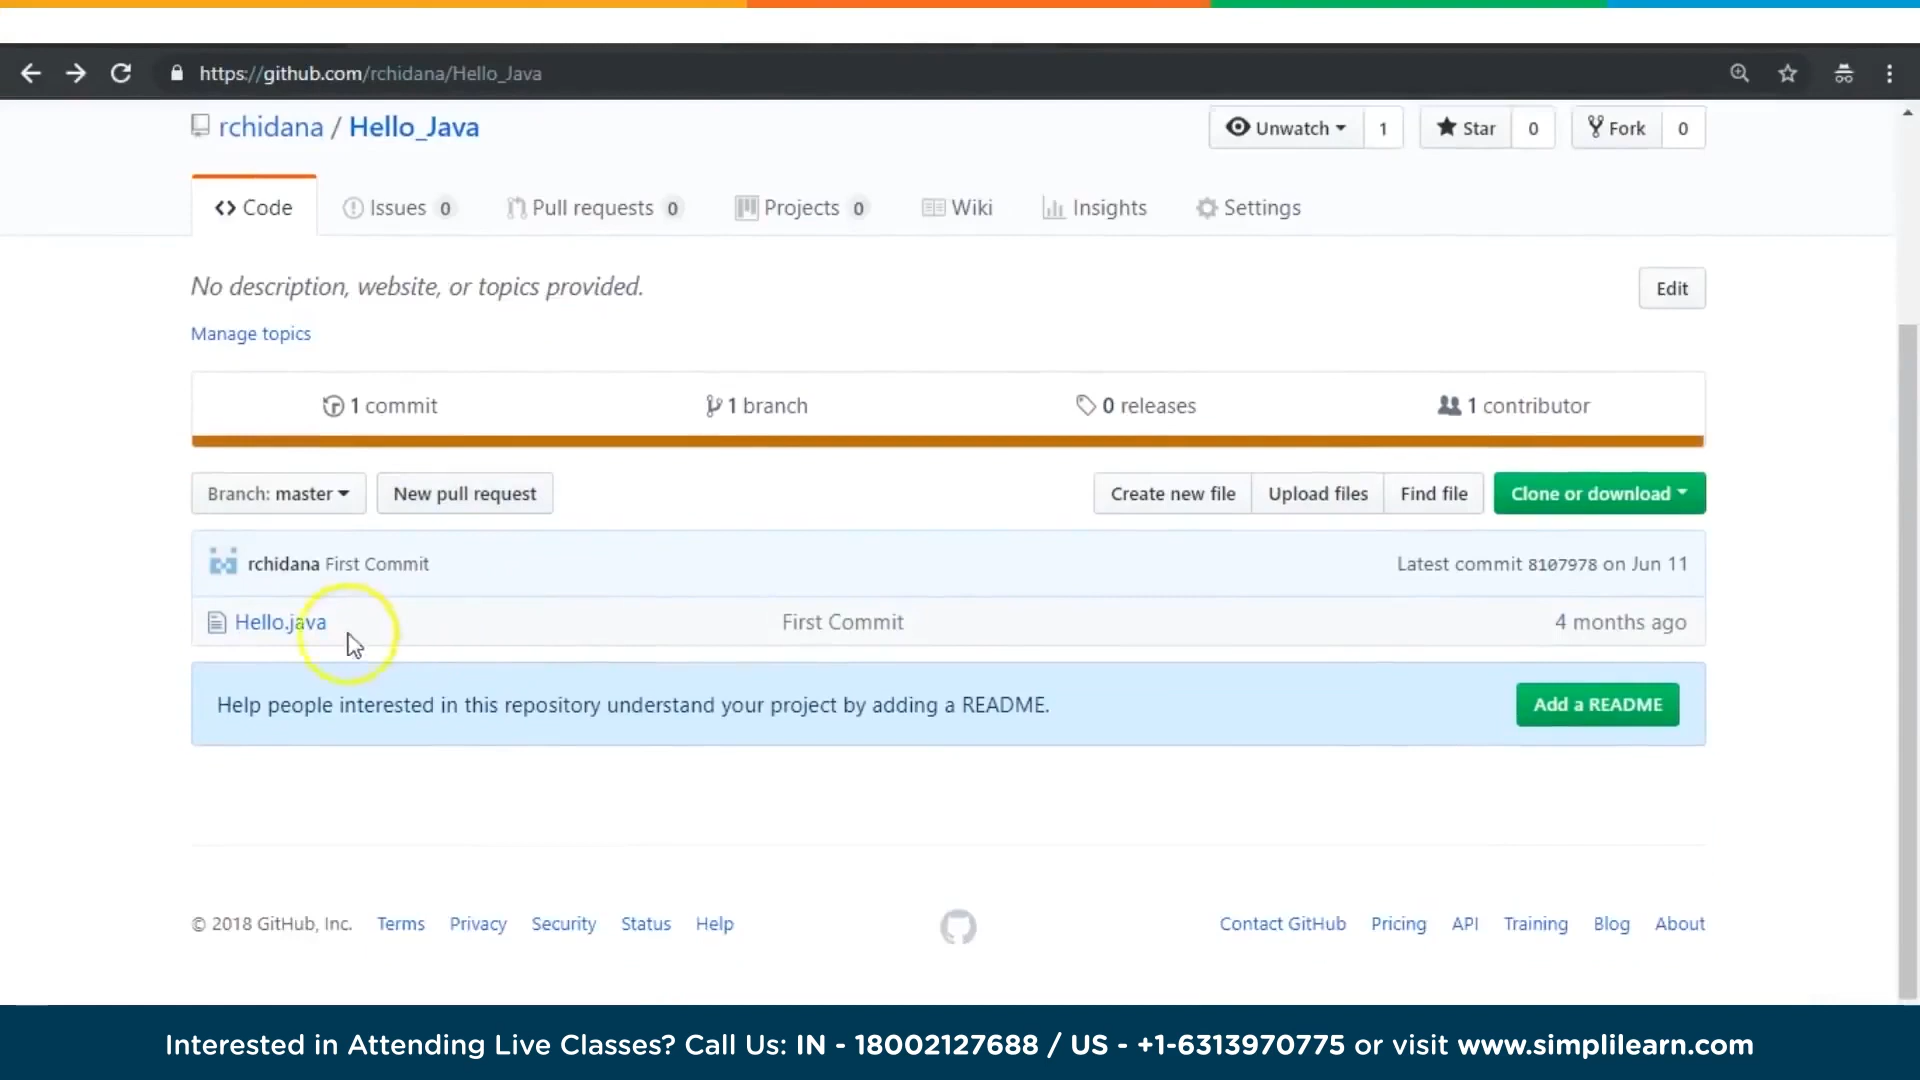 https://github.com/rchidana/Hello_Java
rchidana / Hello_Java
Unwatch 1 Star 0 Fork 0
Code Issues 0 Pull requests 0 Projects 0 Wiki Insights Settings
No description, website, or topics provided. Edit
Manage topics
1 commit 1 branch 0 releases 1 contributor
Branch: master New pull request Create new file Upload files Find file Clone or download
rchidana First Commit Latest commit 8107978 on Jun 11
Hello.java First Commit 4 months ago
Help people interested in this repository understand your project by adding a README. Add a README
© 2018 GitHub, Inc. Terms Privacy Security Status Help Contact GitHub Pricing API Training Blog About
Interested in Attending Live Classes? Call Us: IN - 18002127688 / US - +1-6313970775 or visit www.simplilearn.com